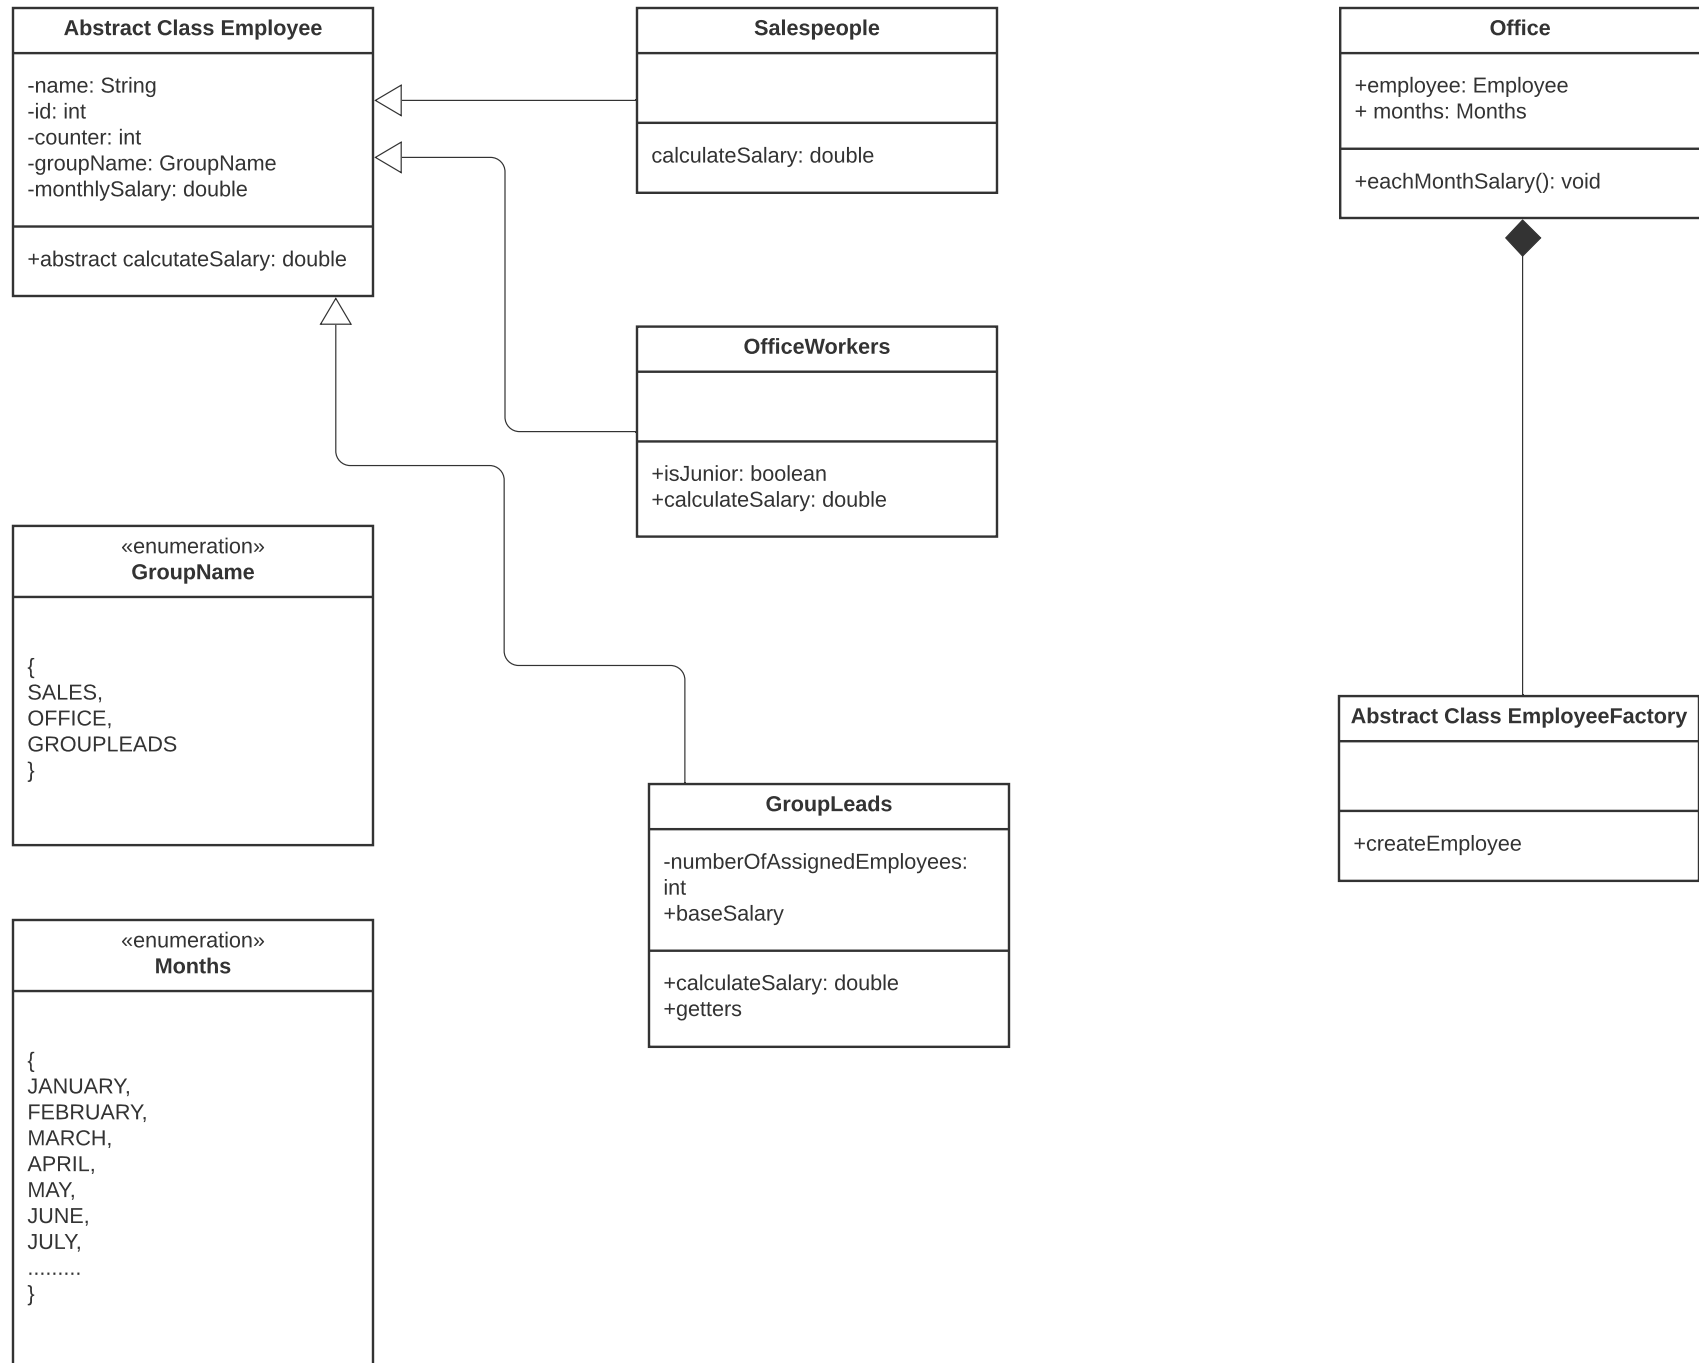 Abstract Class Employee
-name: String
-id: int
-counter: int
-groupName: GroupName
-monthlySalary: double
+abstract calcutateSalary: double
Salespeople
calculateSalary: double
Office
+employee: Employee
+ months: Months
+eachMonthSalary(): void
OfficeWorkers
+isJunior: boolean
+calculateSalary: double
«enumeration»
GroupName
{
SALES,
OFFICE,
GROUPLEADS
}
Abstract Class EmployeeFactory
+createEmployee
GroupLeads
-numberOfAssignedEmployees:
int
+baseSalary
+calculateSalary: double
+getters
«enumeration»
Months
{
JANUARY,
FEBRUARY,
MARCH,
APRIL,
MAY,
JUNE,
JULY,
.........
}